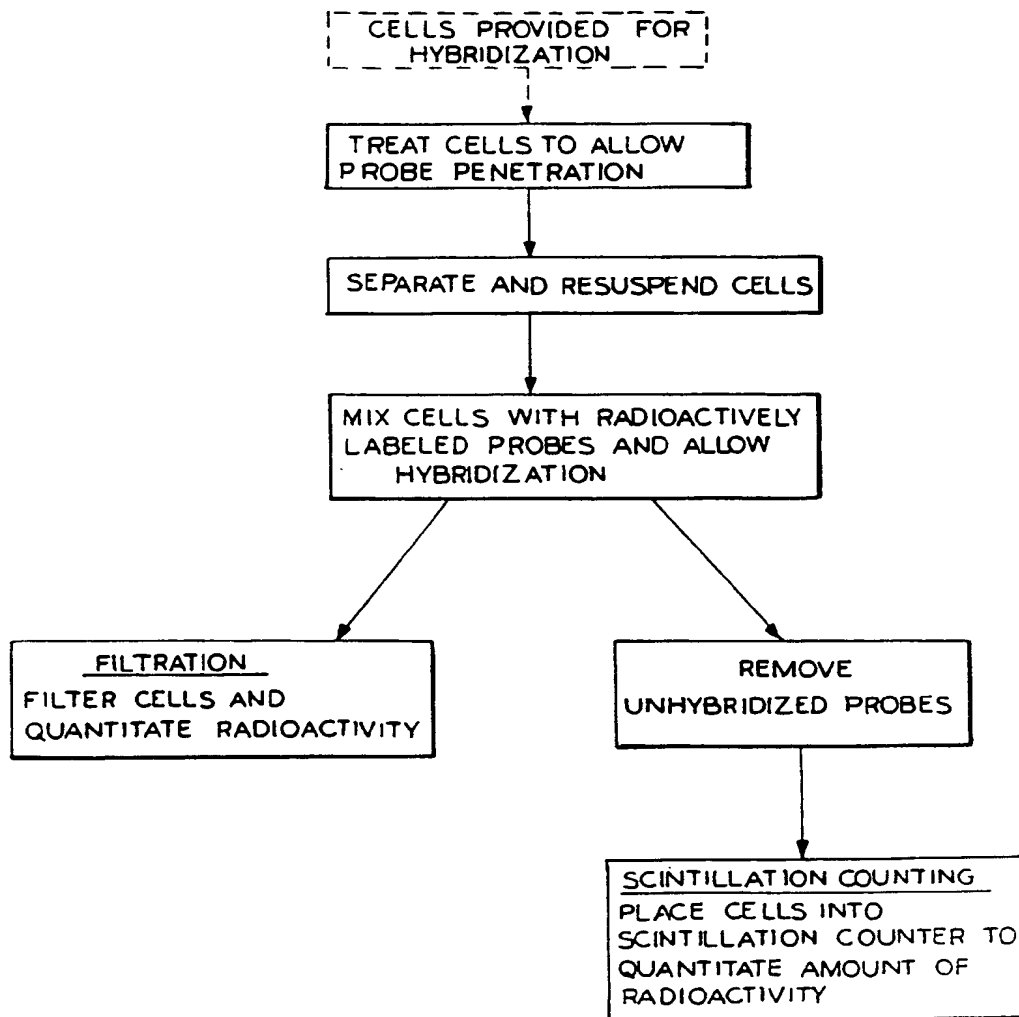 CELLS PROVIDED FOR
HYBRIDIZATION
TREAT CELLS TO ALLOW
PROBE PENETRATION
SEPARATE AND RESUSPEND CELLS
MIX CELLS WITH RADIOACTIVELY
LABELED PROBES AND ALLOW
HYBRIDIZATION
FILTRATION
FILTER CELLS AND
QUANTITATE RADIOACTIVITY
REMOVE
UNHYBRIDIZED PROBES
SCINTILLATION COUNTING
PLACE CELLS INTO
SCINTILLATION COUNTER TO
QUANTITATE AMOUNT OF
RADIOACTIVITY